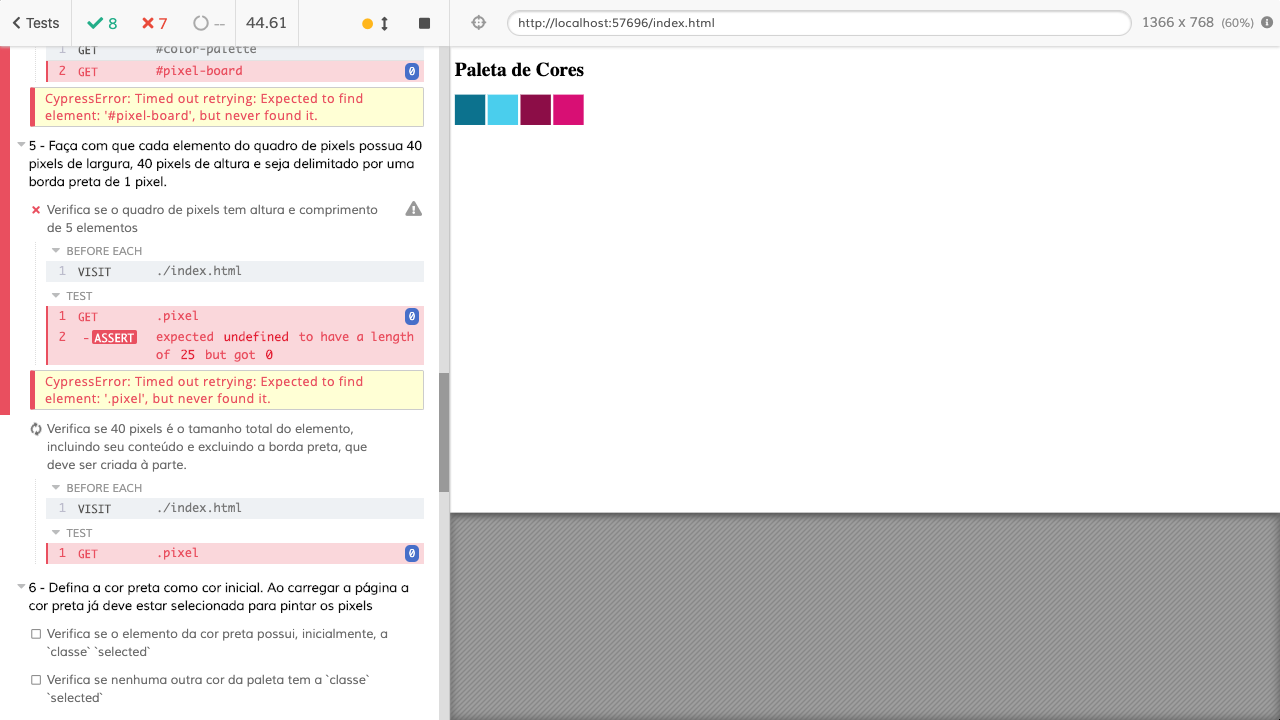 Tests 8 7 -- 44.61 http://localhost:57696/index.html 1366 x 768 (60%)
1 GET #color-palette
2 GET #pixel-board 0
CypressError: Timed out retrying: Expected to find
element: '#pixel-board', but never found it.
5 - Faça com que cada elemento do quadro de pixels possua 40
pixels de largura, 40 pixels de altura e seja delimitado por uma
borda preta de 1 pixel.
Verifica se o quadro de pixels tem altura e comprimento
de 5 elementos
BEFORE EACH
1 VISIT ./index.html
TEST
1 GET .pixel 0
2 -ASSERT expected undefined to have a length
of 25 but got 0
CypressError: Timed out retrying: Expected to find
element: '.pixel', but never found it.
Verifica se 40 pixels é o tamanho total do elemento,
incluindo seu conteúdo e excluindo a borda preta, que
deve ser criada à parte.
BEFORE EACH
1 VISIT ./index.html
TEST
1 GET .pixel 0
6 - Defina a cor preta como cor inicial. Ao carregar a página a
cor preta já deve estar selecionada para pintar os pixels
Verifica se o elemento da cor preta possui, inicialmente, a
`classe` `selected`
Verifica se nenhuma outra cor da paleta tem a `classe`
`selected`
Paleta de Cores